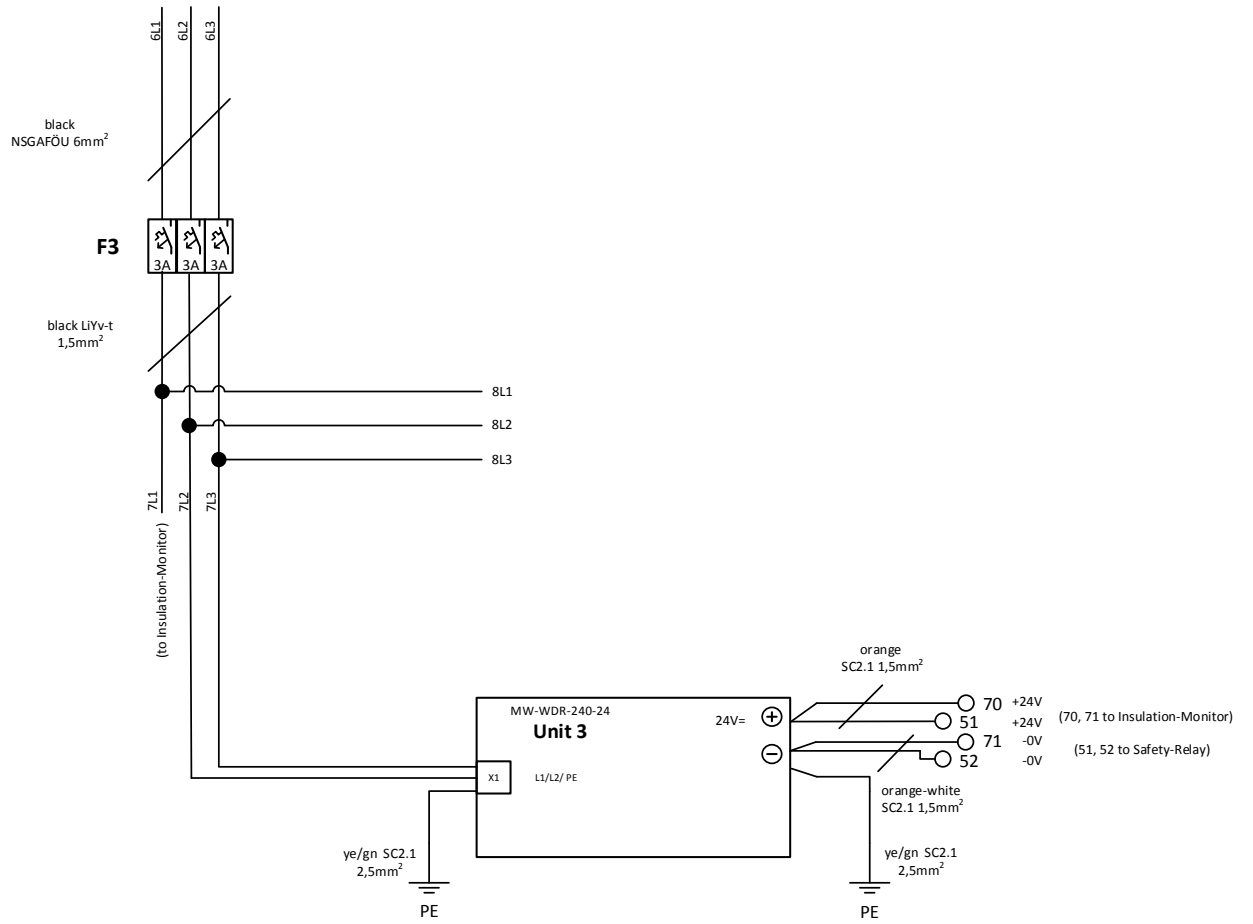 6L1
6L2
6L3
black
NSGAFÖU 6mm²
F3
3A
3A
3A
black LiYv-t
1,5mm²
8L1
8L2
8L3
7L1
7L2
7L3
(to Insulation-Monitor)
orange
SC2.1 1,5mm²
MW-WDR-240-24
Unit 3
24V=
70 +24V
51 +24V
(70, 71 to Insulation-Monitor)
71 -0V
52 -0V
(51, 52 to Safety-Relay)
X1
L1/L2/ PE
orange-white
SC2.1 1,5mm²
ye/gn SC2.1
2,5mm²
PE
ye/gn SC2.1
2,5mm²
PE